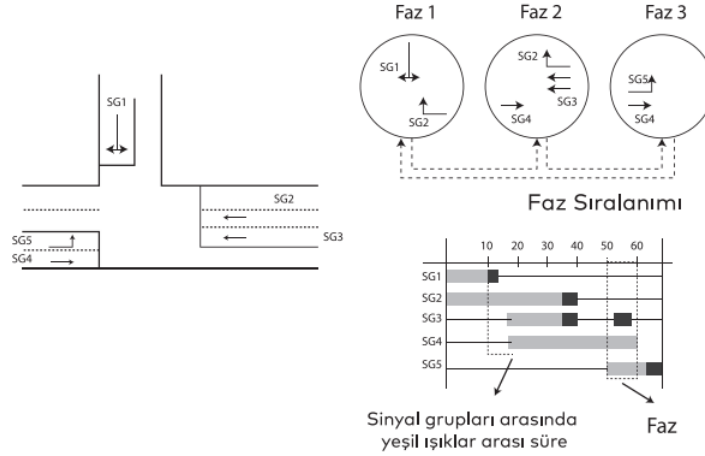 Faz 1
Faz 2
Faz 3
SG1
SG2
SG2
SG3
SG4
SG5
SG4
Faz Sıralanımı
SG1
SG2
SG3
SG5
SG4
10 20 30 40 50 60
SG1
SG2
SG3
SG4
SG5
Sinyal grupları arasında
yeşil ışıklar arası süre
Faz